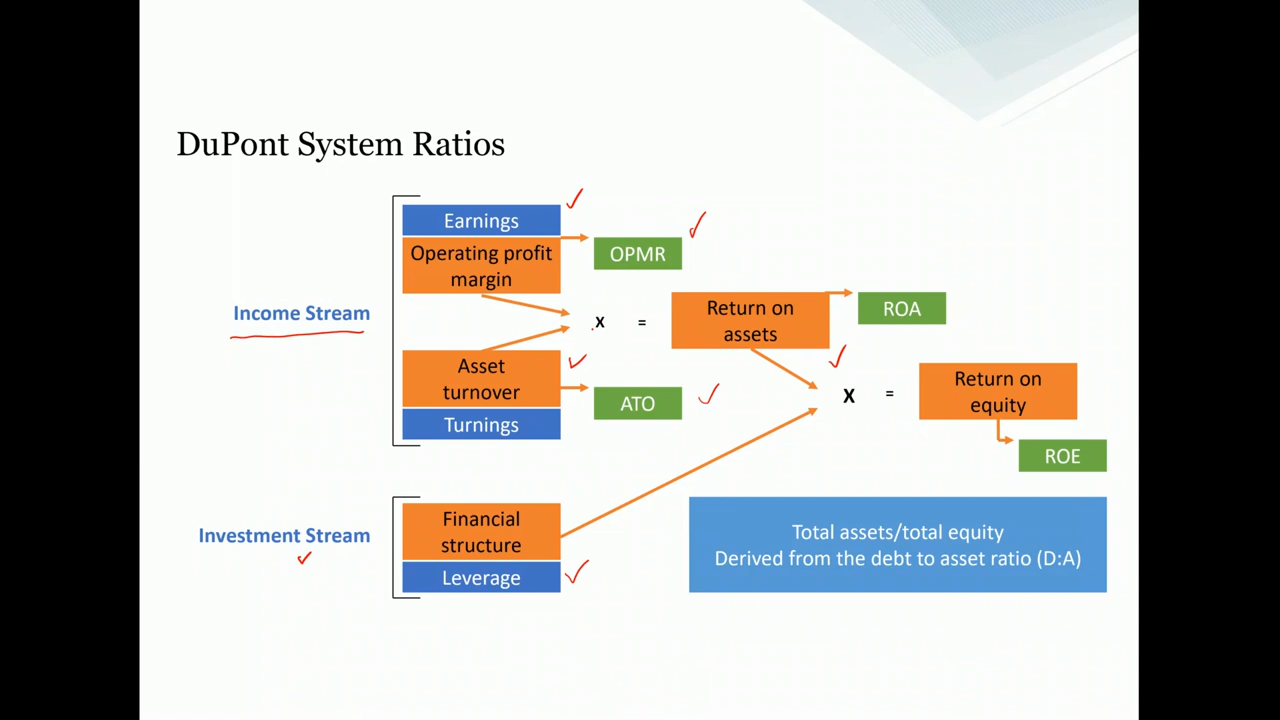 DuPont System Ratios
Earnings
Operating profit
margin
OPMR
Income Stream
X =
Return on
assets
ROA
Asset
turnover
ATO
Turnings
X =
Return on
equity
ROE
Investment Stream
Financial
structure
Leverage
Total assets/total equity
Derived from the debt to asset ratio (D:A)